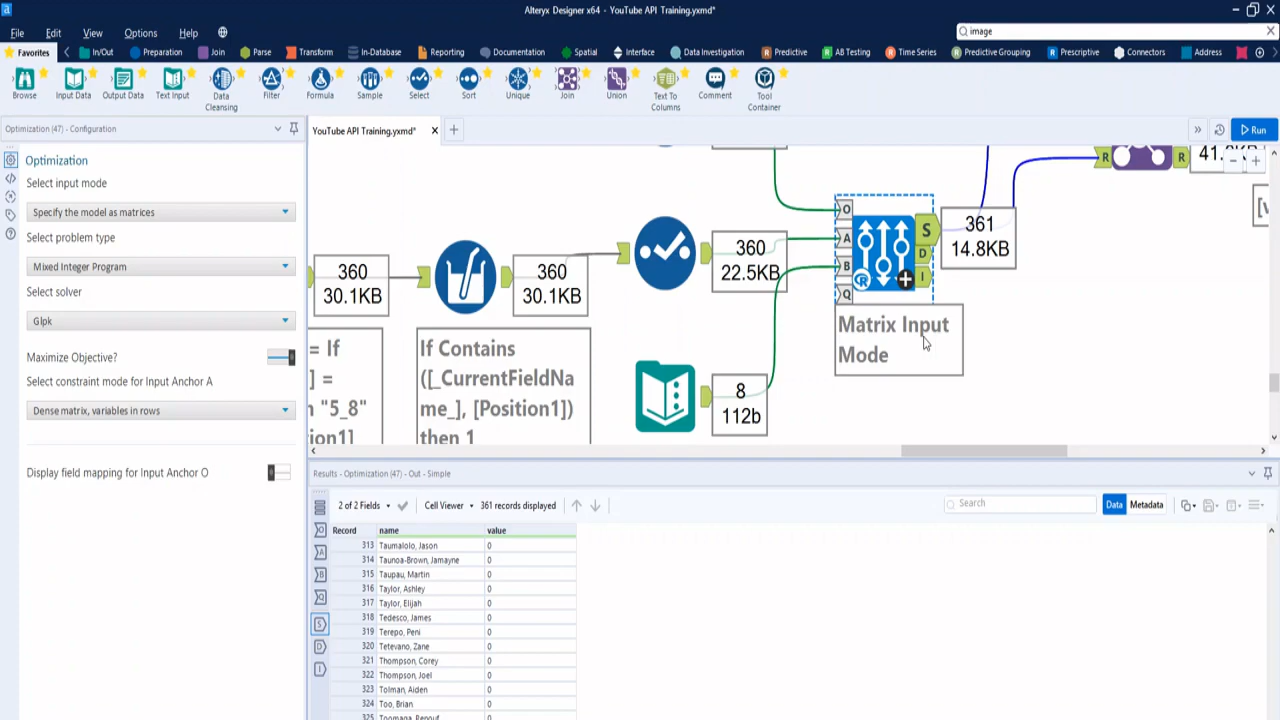 Alteryx Designer x64 - YouTube API Training.yxmd*
File Edit View Options Help
image
Favorites In/Out Preparation Join Parse Transform In-Database Reporting Documentation Spatial Interface Data Investigation Predictive AB Testing Time Series Predictive Grouping Prescriptive Connectors Address
Browse Input Data Output Data Text Input Data Cleansing Filter Formula Sample Select Sort Unique Join Union Text To Columns Comment Tool Container
Optimization (47) - Configuration
YouTube API Training.yxmd*
Run
Optimization
Select input mode
Specify the model as matrices
Select problem type
Mixed Integer Program
Select solver
Glpk
Maximize Objective?
Select constraint mode for Input Anchor A
Dense matrix, variables in rows
Display field mapping for Input Anchor O
R
R
O
A
B
Q
S
D
I
361
14.8KB
360
30.1KB
360
30.1KB
360
22.5KB
8
112b
Matrix Input
Mode
= If
] =
"5_8"
ion1]
If Contains
([_CurrentFieldNa
me_], [Position1])
then 1
Results - Optimization (47) - Out - Simple
2 of 2 Fields Cell Viewer 361 records displayed Search Data Metadata
Record name value
313 Taumalolo, Jason 0
314 Taunoa-Brown, Jamayne 0
315 Taupau, Martin 0
316 Taylor, Ashley 0
317 Taylor, Elijah 0
318 Tedesco, James 0
319 Terepo, Peni 0
320 Tetevano, Zane 0
321 Thompson, Corey 0
322 Thompson, Joel 0
323 Tolman, Aiden 0
324 Too, Brian 0
325 Toomaga, Renouf 0